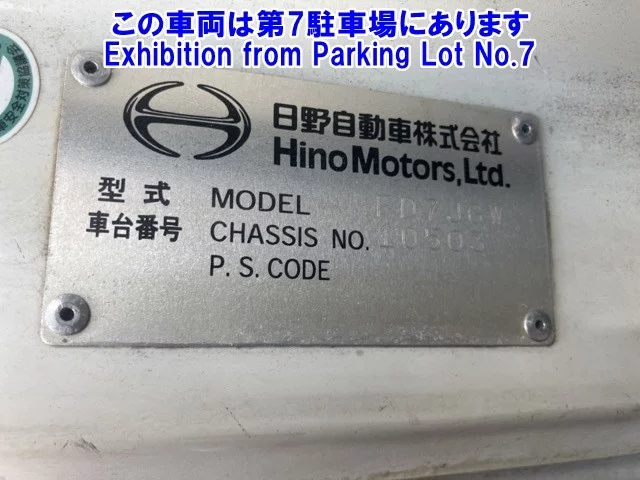 この車両は第7駐車場にあります
Exhibition from Parking Lot No.7
日野自動車株式会社
Hino Motors, Ltd.
型式 MODEL FD7JGW
車台番号 CHASSIS NO. 10503
P. S. CODE